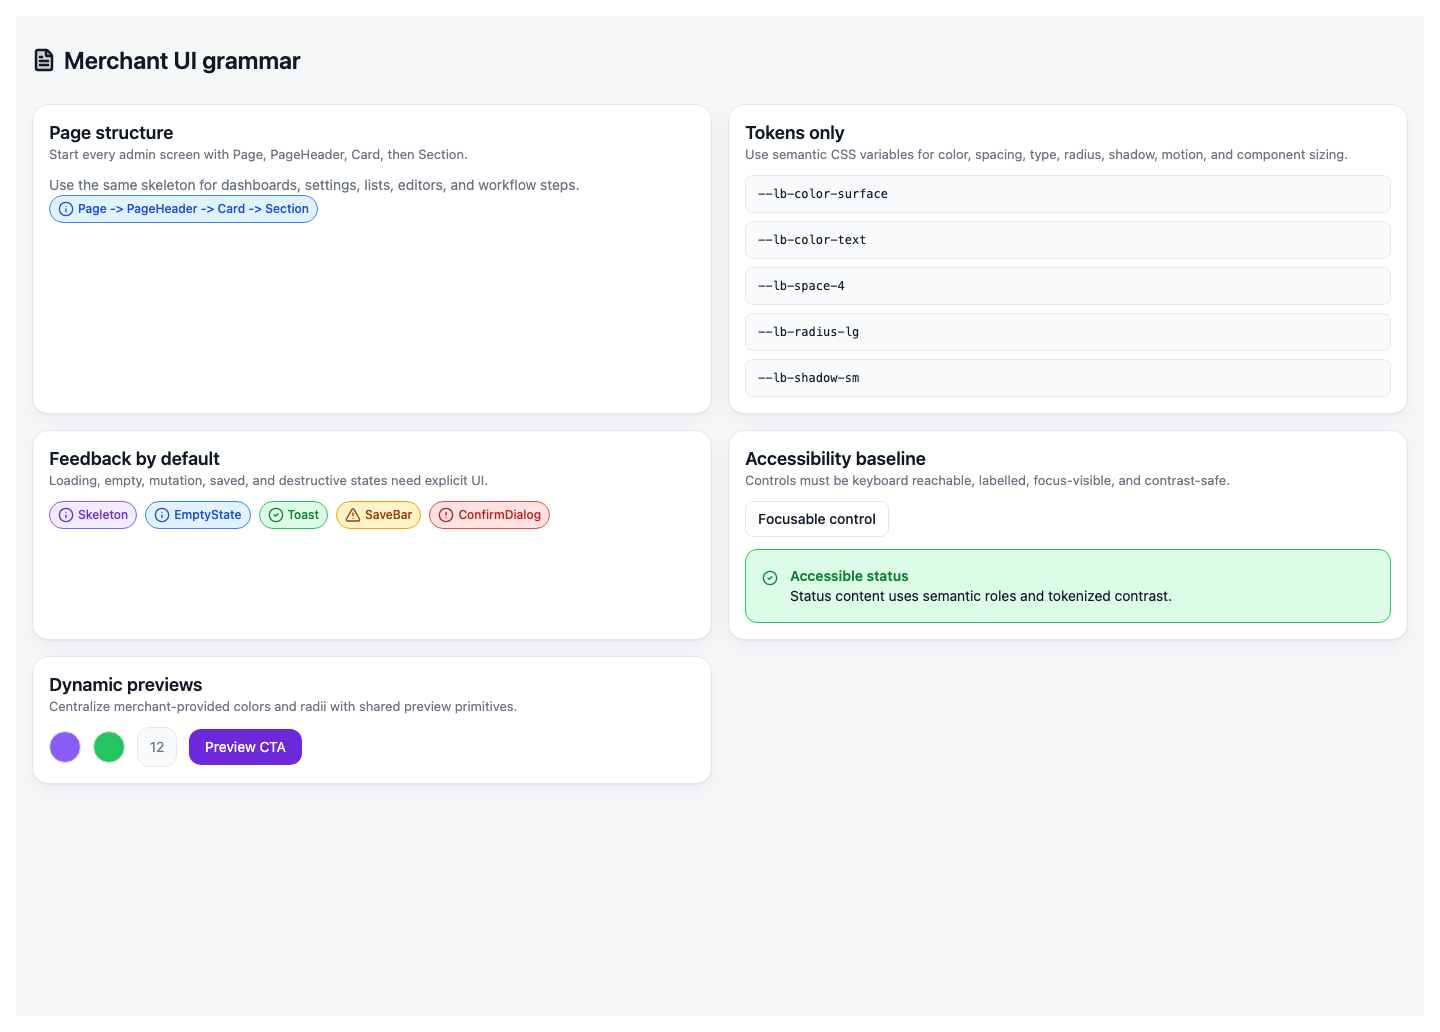 Merchant UI grammar
Page structure
Start every admin screen with Page, PageHeader, Card, then Section.
Use the same skeleton for dashboards, settings, lists, editors, and workflow steps.
Page -> PageHeader -> Card -> Section
Tokens only
Use semantic CSS variables for color, spacing, type, radius, shadow, motion, and component sizing.
--lb-color-surface
--lb-color-text
--lb-space-4
--lb-radius-lg
--lb-shadow-sm
Feedback by default
Loading, empty, mutation, saved, and destructive states need explicit UI.
Skeleton EmptyState Toast SaveBar ConfirmDialog
Accessibility baseline
Controls must be keyboard reachable, labelled, focus-visible, and contrast-safe.
Focusable control
Accessible status
Status content uses semantic roles and tokenized contrast.
Dynamic previews
Centralize merchant-provided colors and radii with shared preview primitives.
12 Preview CTA